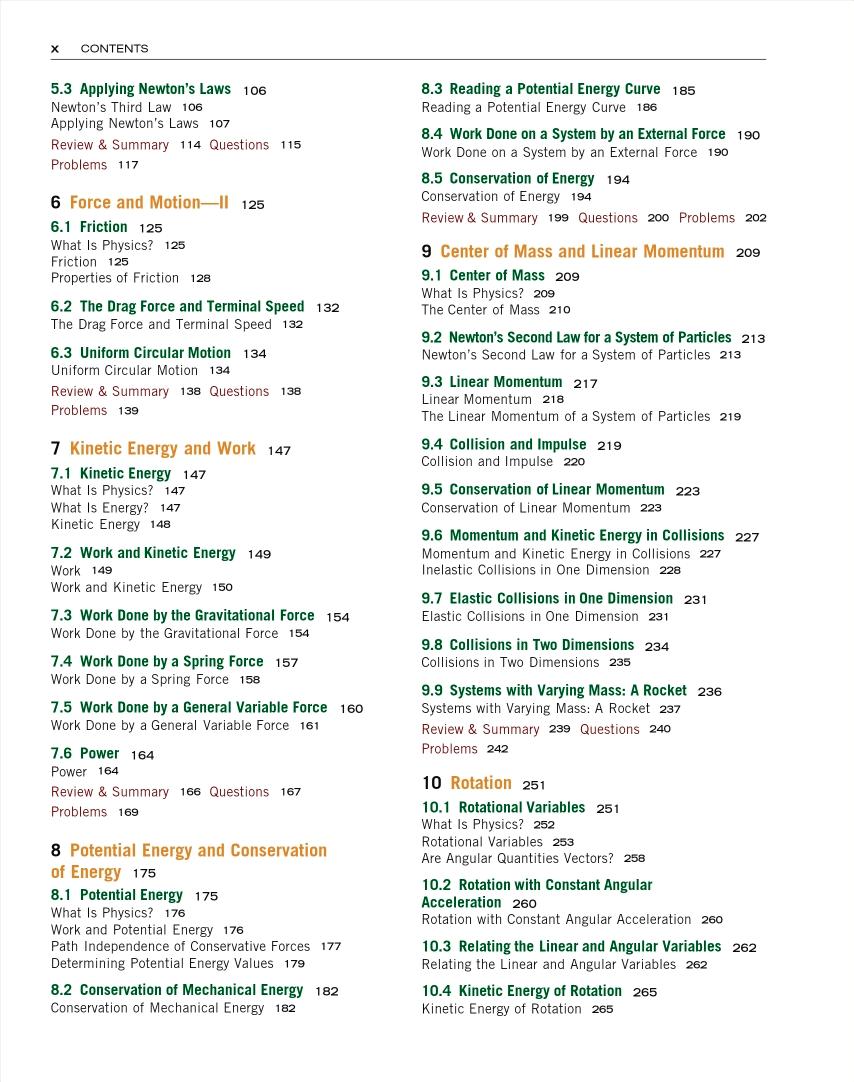 x CONTENTS
5.3 Applying Newton's Laws 106
Newton's Third Law 106
Applying Newton's Laws 107
Review & Summary 114 Questions 115
Problems 117
6 Force and Motion—II 125
6.1 Friction 125
What Is Physics? 125
Friction 125
Properties of Friction 128
6.2 The Drag Force and Terminal Speed 132
The Drag Force and Terminal Speed 132
6.3 Uniform Circular Motion 134
Uniform Circular Motion 134
Review & Summary 138 Questions 138
Problems 139
7 Kinetic Energy and Work 147
7.1 Kinetic Energy 147
What Is Physics? 147
What Is Energy? 147
Kinetic Energy 148
7.2 Work and Kinetic Energy 149
Work 149
Work and Kinetic Energy 150
7.3 Work Done by the Gravitational Force 154
Work Done by the Gravitational Force 154
7.4 Work Done by a Spring Force 157
Work Done by a Spring Force 158
7.5 Work Done by a General Variable Force 160
Work Done by a General Variable Force 161
7.6 Power 164
Power 164
Review & Summary 166 Questions 167
Problems 169
8 Potential Energy and Conservation
of Energy 175
8.1 Potential Energy 175
What Is Physics? 176
Work and Potential Energy 176
Path Independence of Conservative Forces 177
Determining Potential Energy Values 179
8.2 Conservation of Mechanical Energy 182
Conservation of Mechanical Energy 182
8.3 Reading a Potential Energy Curve 185
Reading a Potential Energy Curve 186
8.4 Work Done on a System by an External Force 190
Work Done on a System by an External Force 190
8.5 Conservation of Energy 194
Conservation of Energy 194
Review & Summary 199 Questions 200 Problems 202
9 Center of Mass and Linear Momentum 209
9.1 Center of Mass 209
What Is Physics? 209
The Center of Mass 210
9.2 Newton's Second Law for a System of Particles 213
Newton's Second Law for a System of Particles 213
9.3 Linear Momentum 217
Linear Momentum 218
The Linear Momentum of a System of Particles 219
9.4 Collision and Impulse 219
Collision and Impulse 220
9.5 Conservation of Linear Momentum 223
Conservation of Linear Momentum 223
9.6 Momentum and Kinetic Energy in Collisions 227
Momentum and Kinetic Energy in Collisions 227
Inelastic Collisions in One Dimension 228
9.7 Elastic Collisions in One Dimension 231
Elastic Collisions in One Dimension 231
9.8 Collisions in Two Dimensions 234
Collisions in Two Dimensions 235
9.9 Systems with Varying Mass: A Rocket 236
Systems with Varying Mass: A Rocket 237
Review & Summary 239 Questions 240
Problems 242
10 Rotation 251
10.1 Rotational Variables 251
What Is Physics? 252
Rotational Variables 253
Are Angular Quantities Vectors? 258
10.2 Rotation with Constant Angular
Acceleration 260
Rotation with Constant Angular Acceleration 260
10.3 Relating the Linear and Angular Variables 262
Relating the Linear and Angular Variables 262
10.4 Kinetic Energy of Rotation 265
Kinetic Energy of Rotation 265